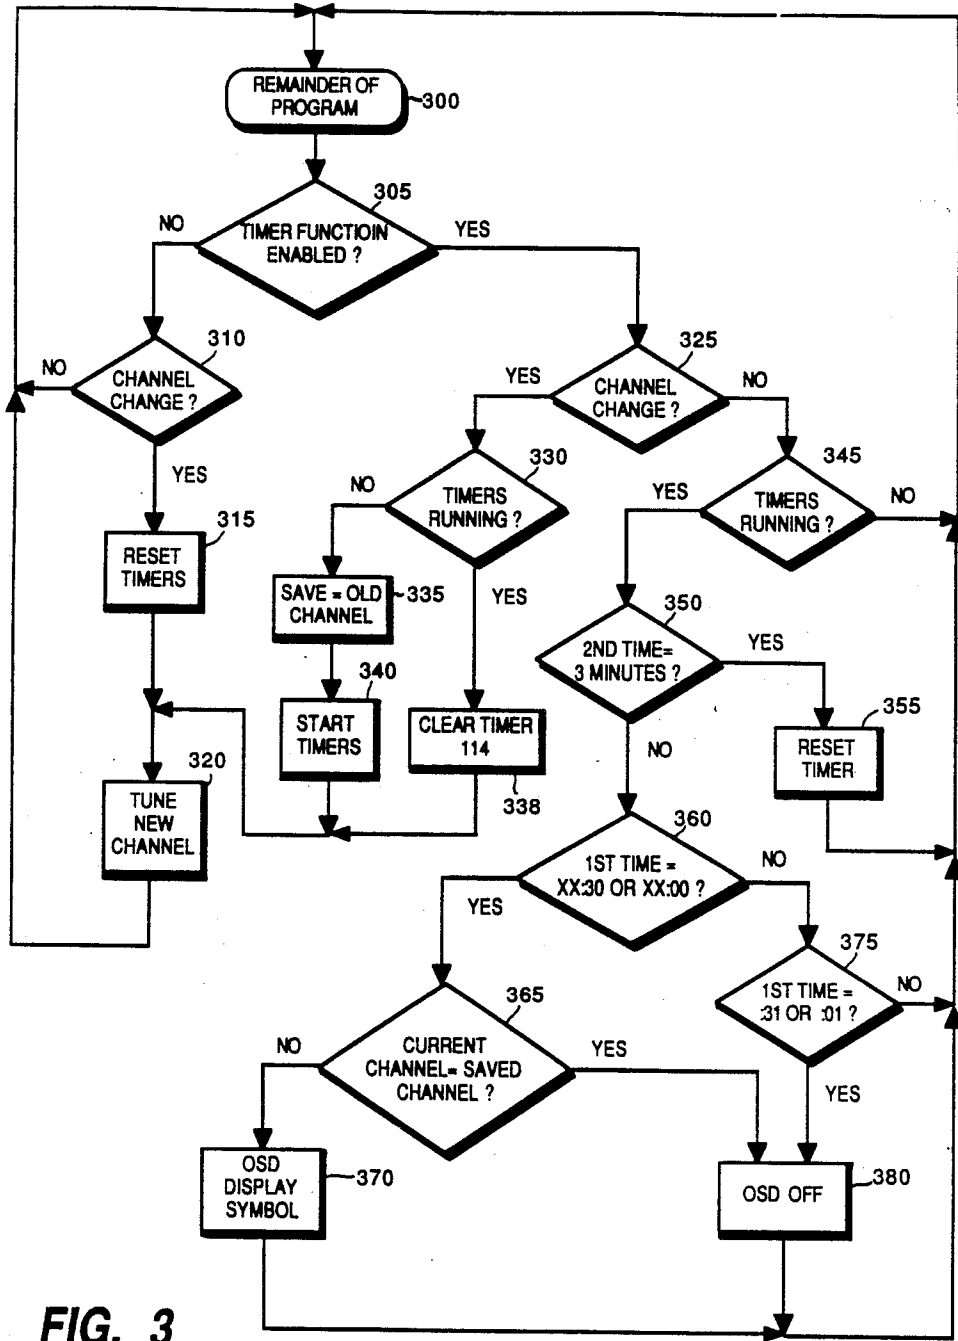 REMAINDER OF
PROGRAM
300
305
NO
TIMER FUNCTIOIN
ENABLED ?
YES
310
NO
CHANNEL
CHANGE ?
YES
325
YES
CHANNEL
CHANGE ?
NO
330
NO
TIMERS
RUNNING ?
YES
345
YES
TIMERS
RUNNING ?
NO
315
RESET
TIMERS
SAVE = OLD
CHANNEL
335
350
2ND TIME=
3 MINUTES ?
YES
NO
340
START
TIMERS
CLEAR TIMER
114
338
355
RESET
TIMER
320
TUNE
NEW
CHANNEL
360
1ST TIME =
XX:30 OR XX:00 ?
NO
YES
375
1ST TIME =
:31 OR :01 ?
NO
YES
365
NO
CURRENT
CHANNEL= SAVED
CHANNEL ?
YES
OSD
DISPLAY
SYMBOL
370
OSD OFF
380
FIG. 3